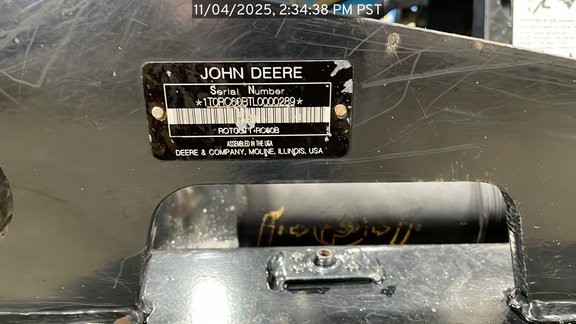 11/04/2025, 2:34:38 PM PST
JOHN DEERE
Serial Number
*1T0RC60BTL0000289*
RC60B
ASSEMBLED IN THE USA
DEERE & COMPANY, MOLINE, ILLINOIS, USA